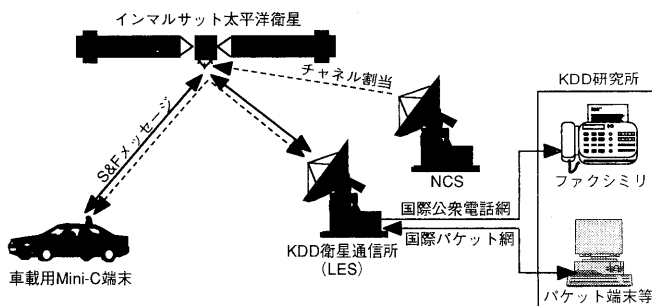 インマルサット太平洋衛星
チャネル割当
KDD研究所
S&Fメッセージ
NCS
ファクシミリ
国際公衆電話網
国際パケット網
KDD衛星通信所
(LES)
車載用Mini-C端末
パケット端末等